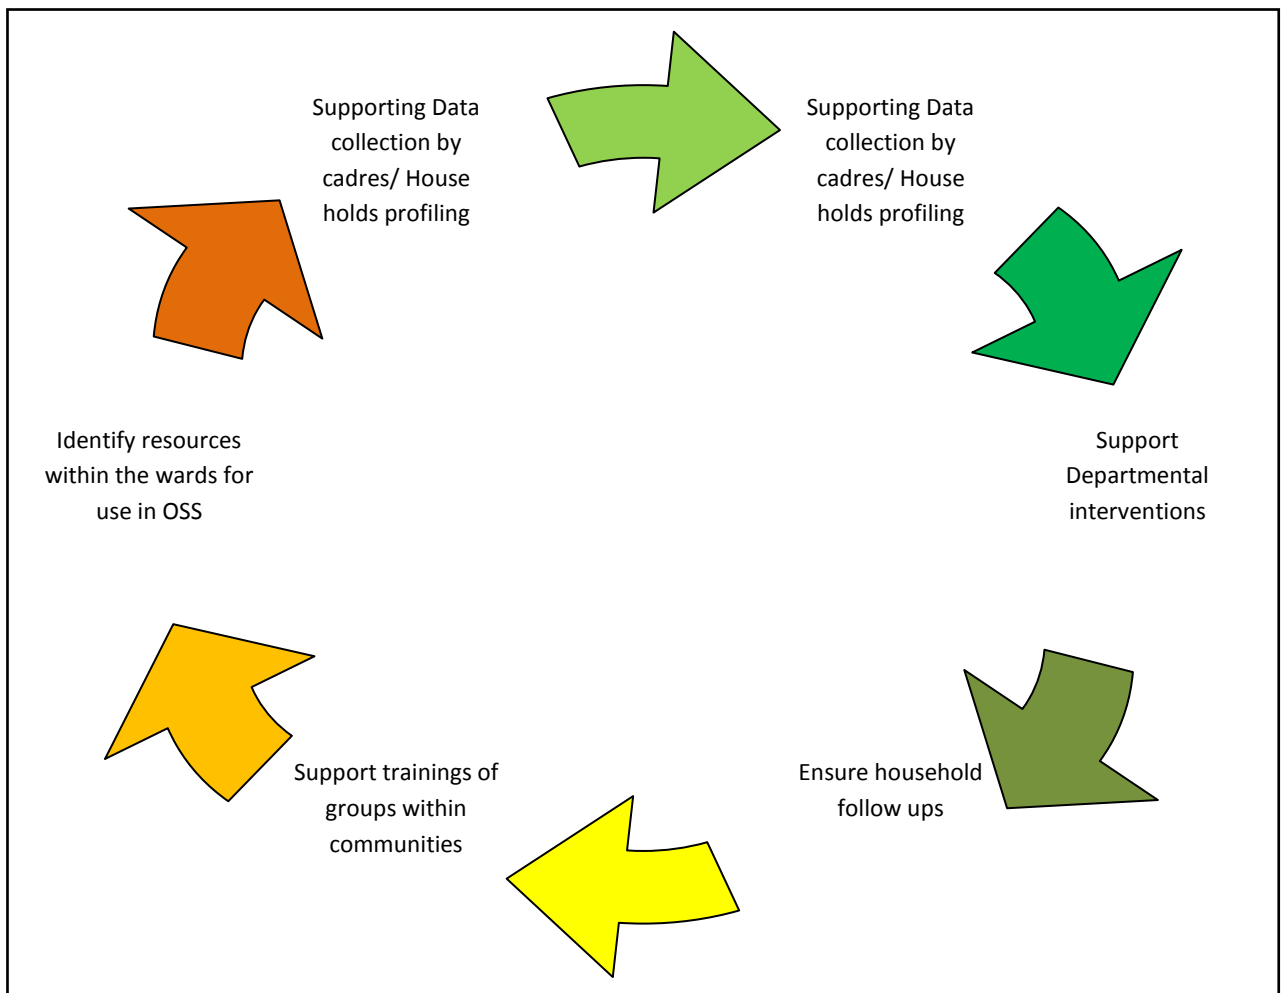 Supporting Data
collection by
cadres/ House
holds profiling
Supporting Data
collection by
cadres/ House
holds profiling
Support
Departmental
interventions
Ensure household
follow ups
Support trainings of
groups within
communities
Identify resources
within the wards for
use in OSS